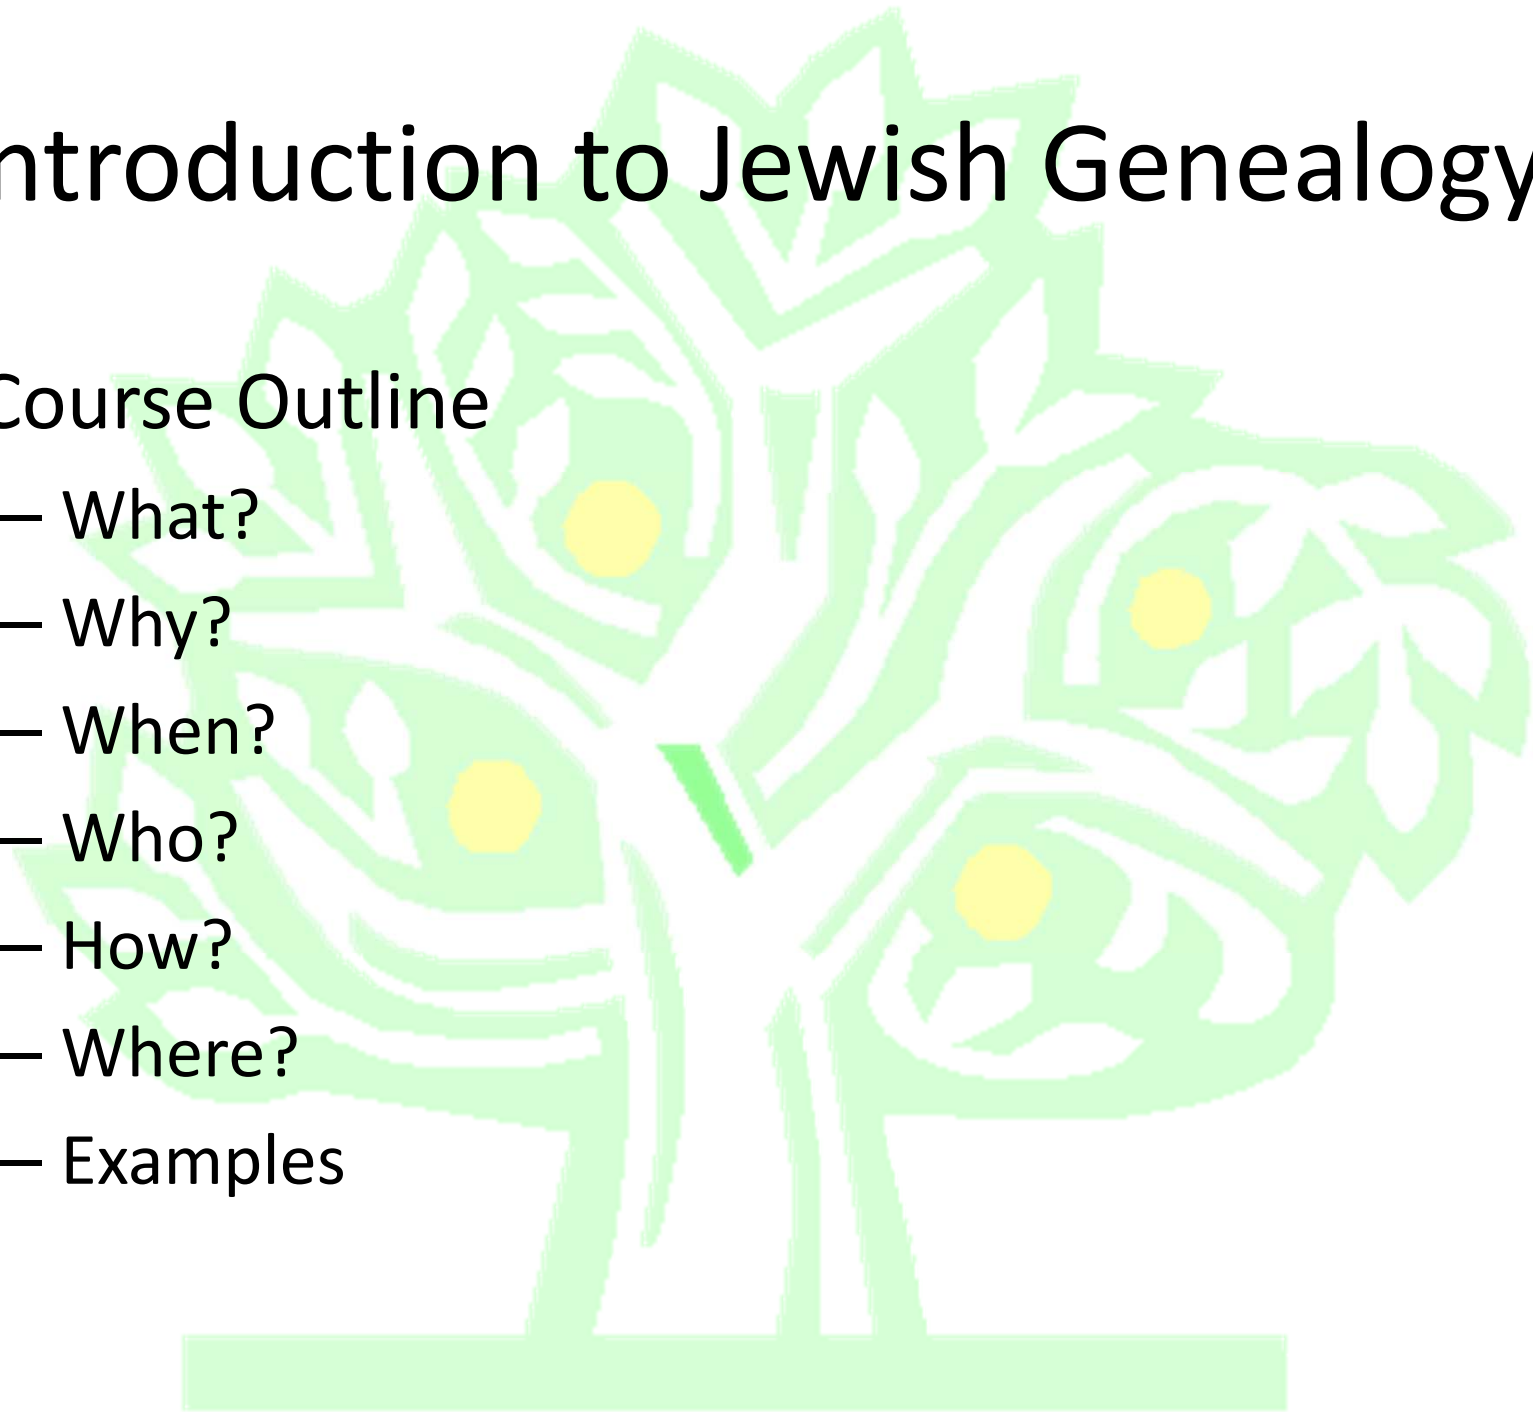 ntroduction to Jewish Genealogy
Course Outline
– What?
– Why?
– When?
– Who?
– How?
– Where?
– Examples